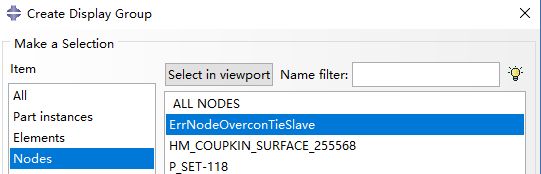 Create Display Group
Make a Selection
Item
Select in viewport Name filter:
All
Part instances
Elements
Nodes
ALL NODES
ErrNodeOverconTieSlave
HM_COUPKIN_SURFACE_255568
P_SET-118